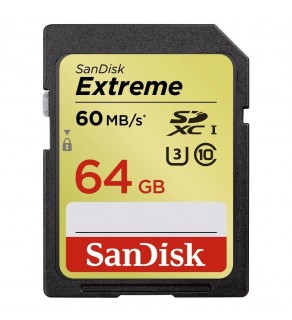 SanDisk
Extreme
60 MB/s*
SD XC I
U3 10
64 GB
SanDisk